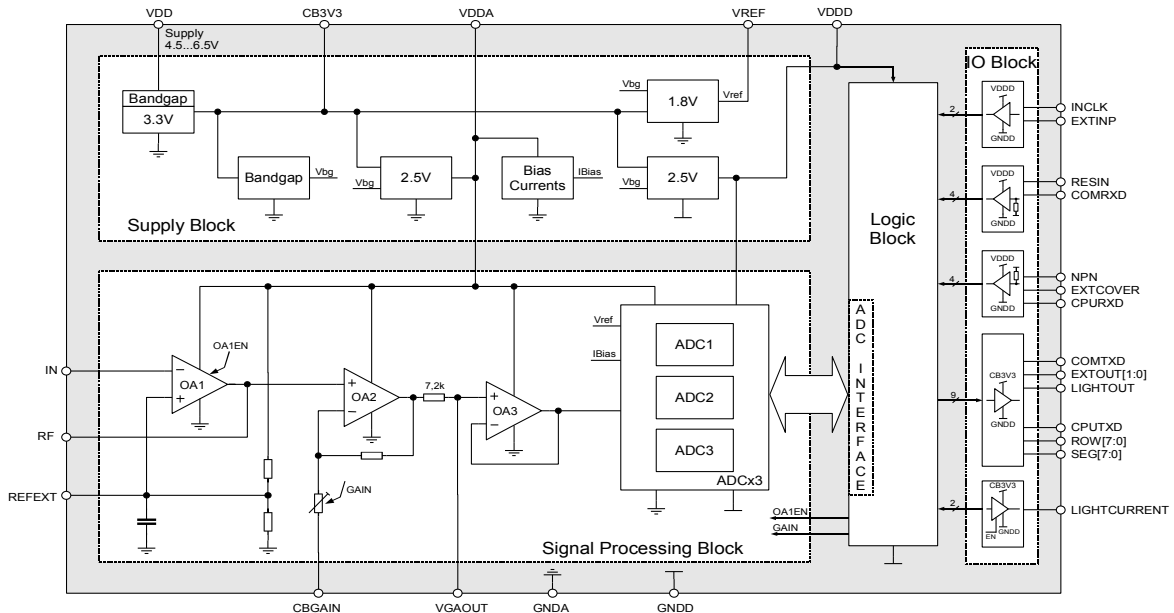 VDD
CB3V3
VDDA
VREF
VDDD
Supply
4.5...6.5V
Bandgap
3.3V
Vbg
1.8V
Vref
Bandgap
Vbg
Vbg
2.5V
Bias
Currents
IBias
Vbg
2.5V
Supply Block
Logic
Block
IO Block
2
VDDD
GNDD
INCLK
EXTINP
4
VDDD
GNDD
RESIN
COMRXD
4
VDDD
GNDD
NPN
EXTCOVER
CPURXD
9
CB3V3
GNDD
COMTXD
EXTOUT[1:0]
LIGHTOUT
CPUTXD
ROW[7:0]
SEG[7:0]
2
CB3V3
GNDD
EN
LIGHTCURRENT
IN
RF
REFEXT
OA1EN
OA1
OA2
7,2k
OA3
GAIN
Vref
IBias
ADC1
ADC2
ADC3
ADCx3
ADC INTERFACE
OA1EN
GAIN
Signal Processing Block
CBGAIN
VGAOUT
GNDA
GNDD